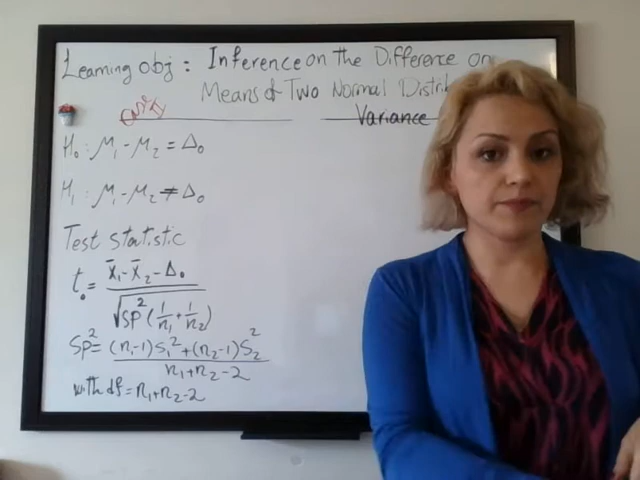 Learning obj : Inference on the Difference on
Means of Two Normal Distrib
Variance
Case I
H₀ : μ₁ - μ₂ = Δ₀
H₁ : μ₁ - μ₂ ≠ Δ₀
Test statistic
t₀ = (x̄₁ - x̄₂ - Δ₀) / √(SP² (1/n₁ + 1/n₂))
SP² = ((n₁-1)S₁² + (n₂-1)S₂²) / (n₁+n₂-2)
with df = n₁+n₂-2